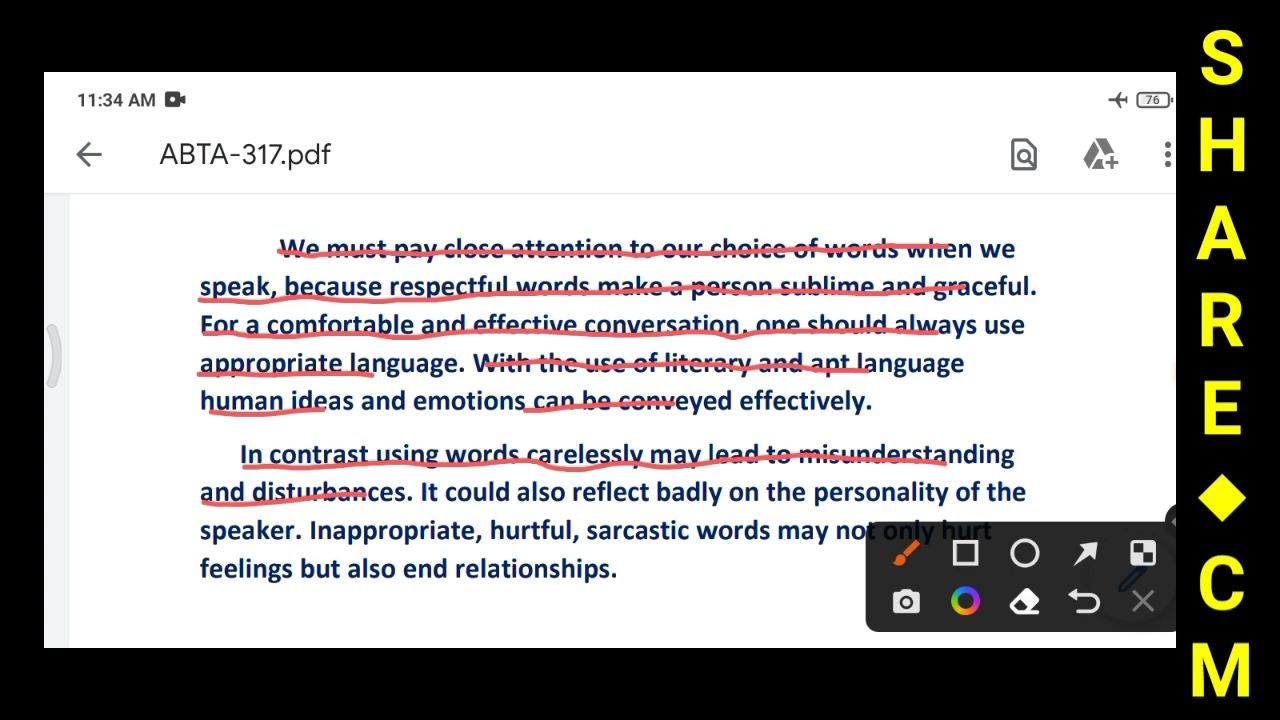 11:34 AM
76
ABTA-317.pdf
We must pay close attention to our choice of words when we
speak, because respectful words make a person sublime and graceful.
For a comfortable and effective conversation, one should always use
appropriate language. With the use of literary and apt language
human ideas and emotions can be conveyed effectively.
In contrast using words carelessly may lead to misunderstanding
and disturbances. It could also reflect badly on the personality of the
speaker. Inappropriate, hurtful, sarcastic words may not only hurt
feelings but also end relationships.
SHARE◆CM